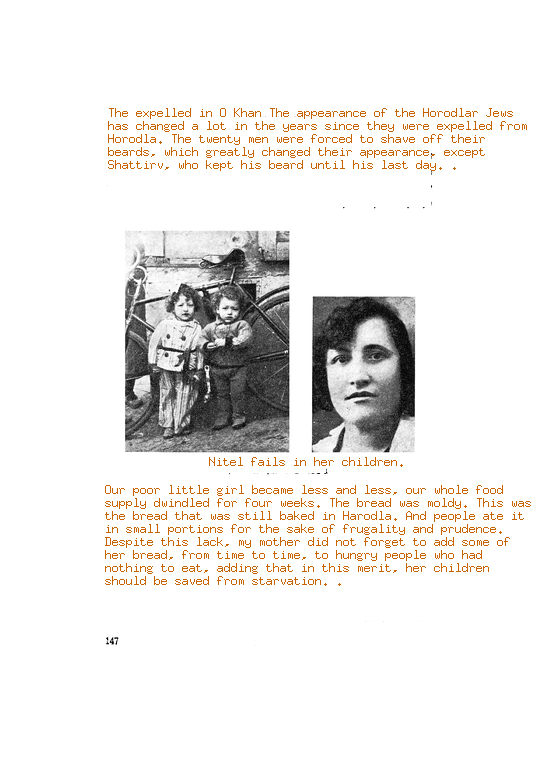 The expelled in O Khan The appearance of the Horodlar Jews
has changed a lot in the years since they were expelled from
Horodla. The twenty men were forced to shave off their
beards, which greatly changed their appearance, except
Shattirv, who kept his beard until his last day. .
Nitel fails in her children.
Our poor little girl became less and less, our whole food
supply dwindled for four weeks. The bread was moldy. This was
the bread that was still baked in Harodla. And people ate it
in small portions for the sake of frugality and prudence.
Despite this lack, my mother did not forget to add some of
her bread, from time to time, to hungry people who had
nothing to eat, adding that in this merit, her children
should be saved from starvation. .
147